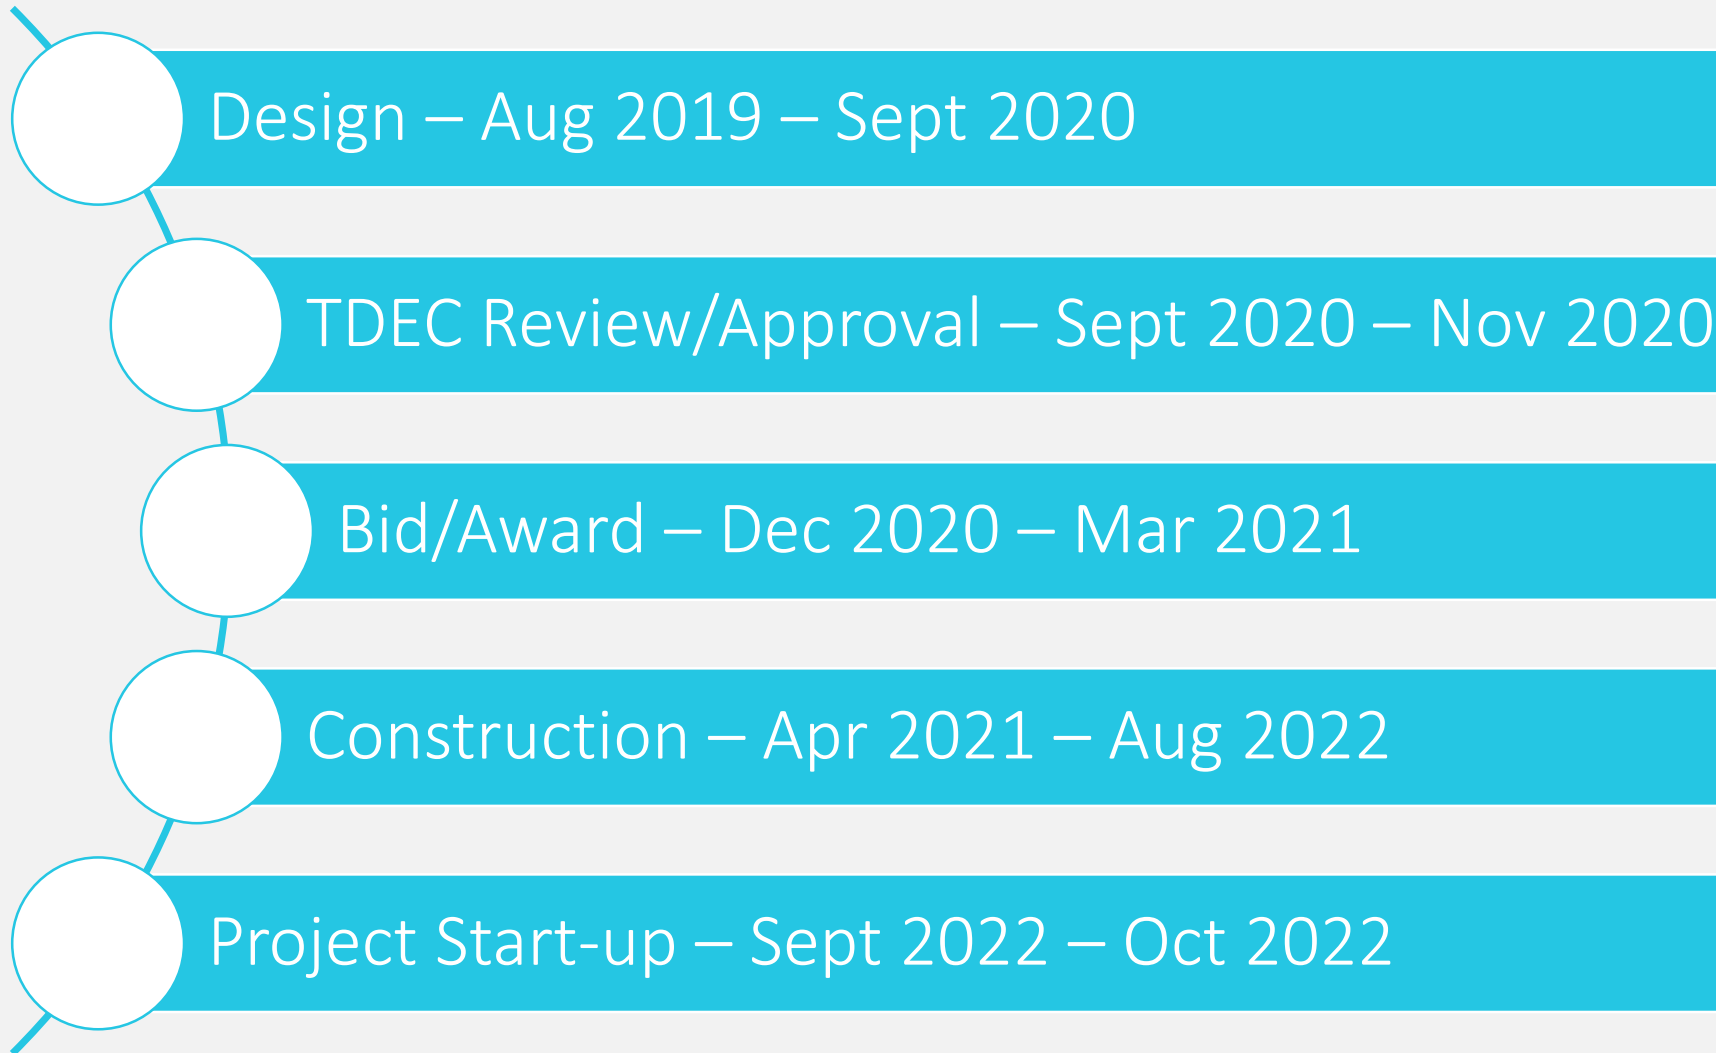 Design – Aug 2019 – Sept 2020
TDEC Review/Approval – Sept 2020 – Nov 2020
Bid/Award – Dec 2020 – Mar 2021
Construction – Apr 2021 – Aug 2022
Project Start-up – Sept 2022 – Oct 2022